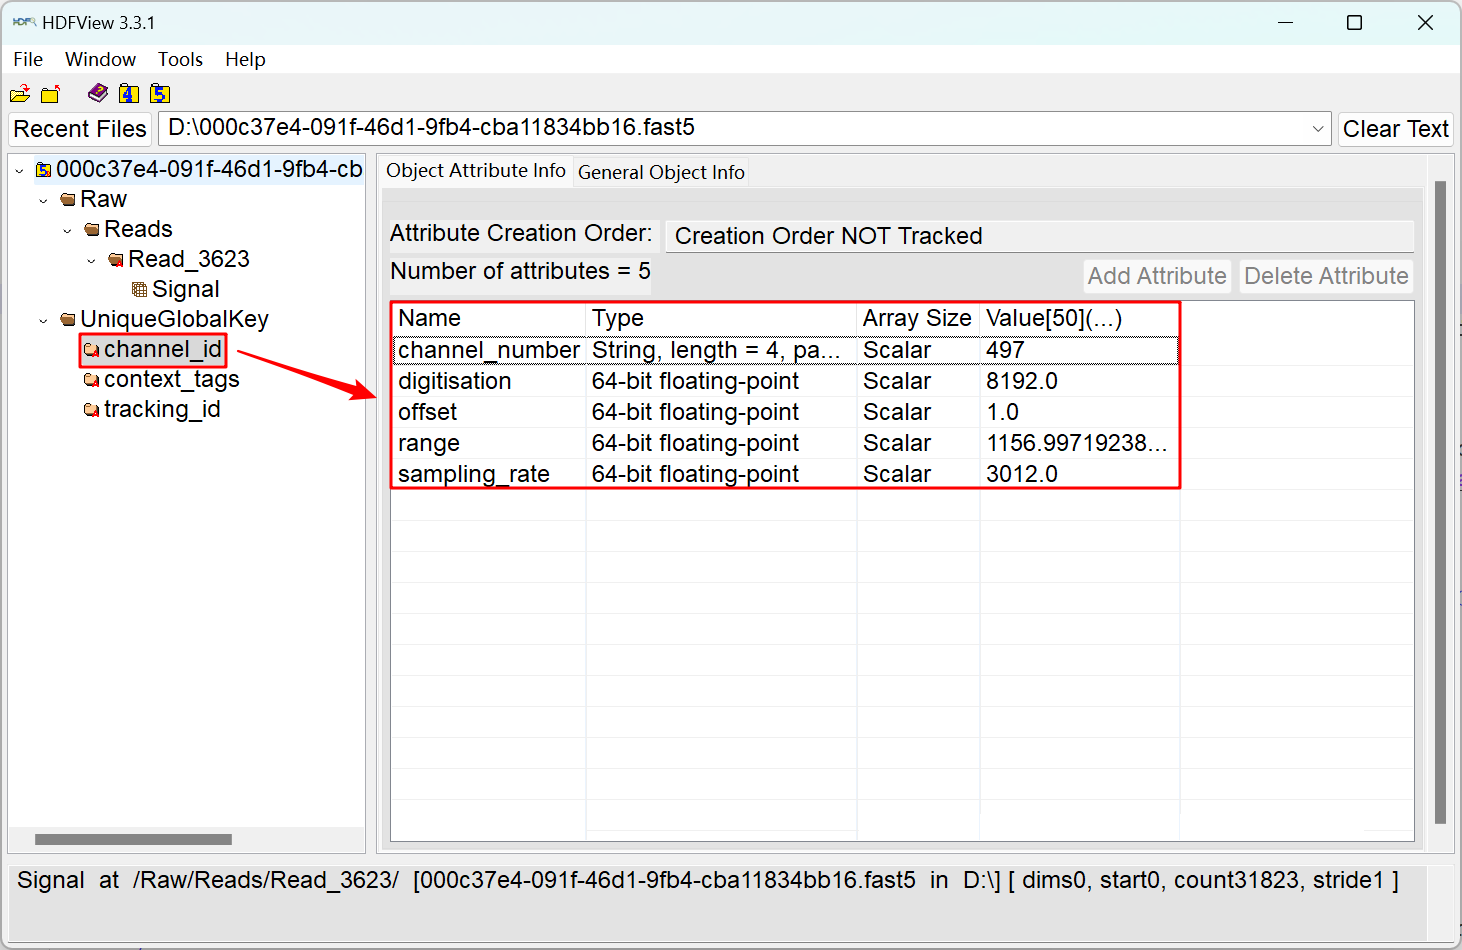 HDFView 3.3.1
File Window Tools Help
Recent Files D:\000c37e4-091f-46d1-9fb4-cba11834bb16.fast5 Clear Text
000c37e4-091f-46d1-9fb4-cb
Raw
Reads
Read_3623
Signal
UniqueGlobalKey
channel_id
context_tags
tracking_id
Object Attribute Info General Object Info
Attribute Creation Order: Creation Order NOT Tracked
Number of attributes = 5 Add Attribute Delete Attribute
Name Type Array Size Value[50](...)
channel_number String, length = 4, pa... Scalar 497
digitisation 64-bit floating-point Scalar 8192.0
offset 64-bit floating-point Scalar 1.0
range 64-bit floating-point Scalar 1156.99719238...
sampling_rate 64-bit floating-point Scalar 3012.0
Signal at /Raw/Reads/Read_3623/ [000c37e4-091f-46d1-9fb4-cba11834bb16.fast5 in D:\] [ dims0, start0, count31823, stride1 ]